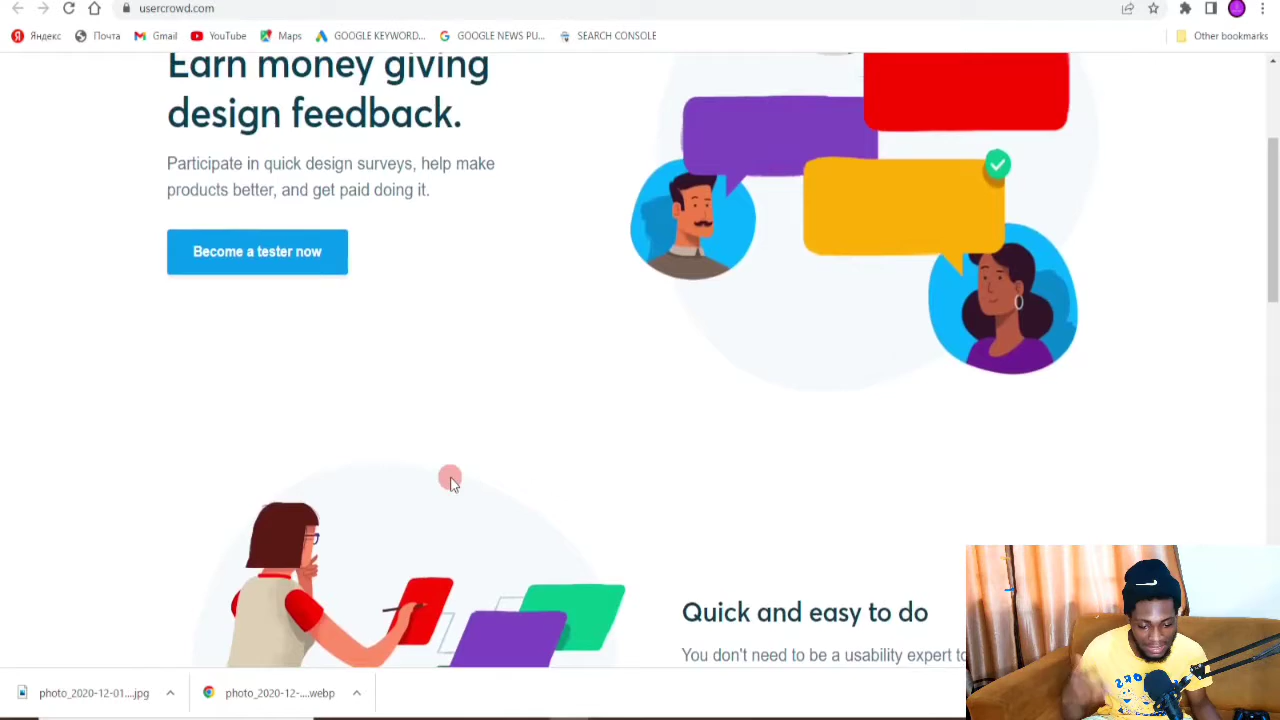 usercrowd.com
Яндекс
Почта
Gmail
YouTube
Maps
GOOGLE KEYWORD...
GOOGLE NEWS PU...
SEARCH CONSOLE
Other bookmarks
Earn money giving
design feedback.
Participate in quick design surveys, help make
products better, and get paid doing it.
Become a tester now
Quick and easy to do
You don't need to be a usability expert to
photo_2020-12-01....jpg
photo_2020-12-....webp